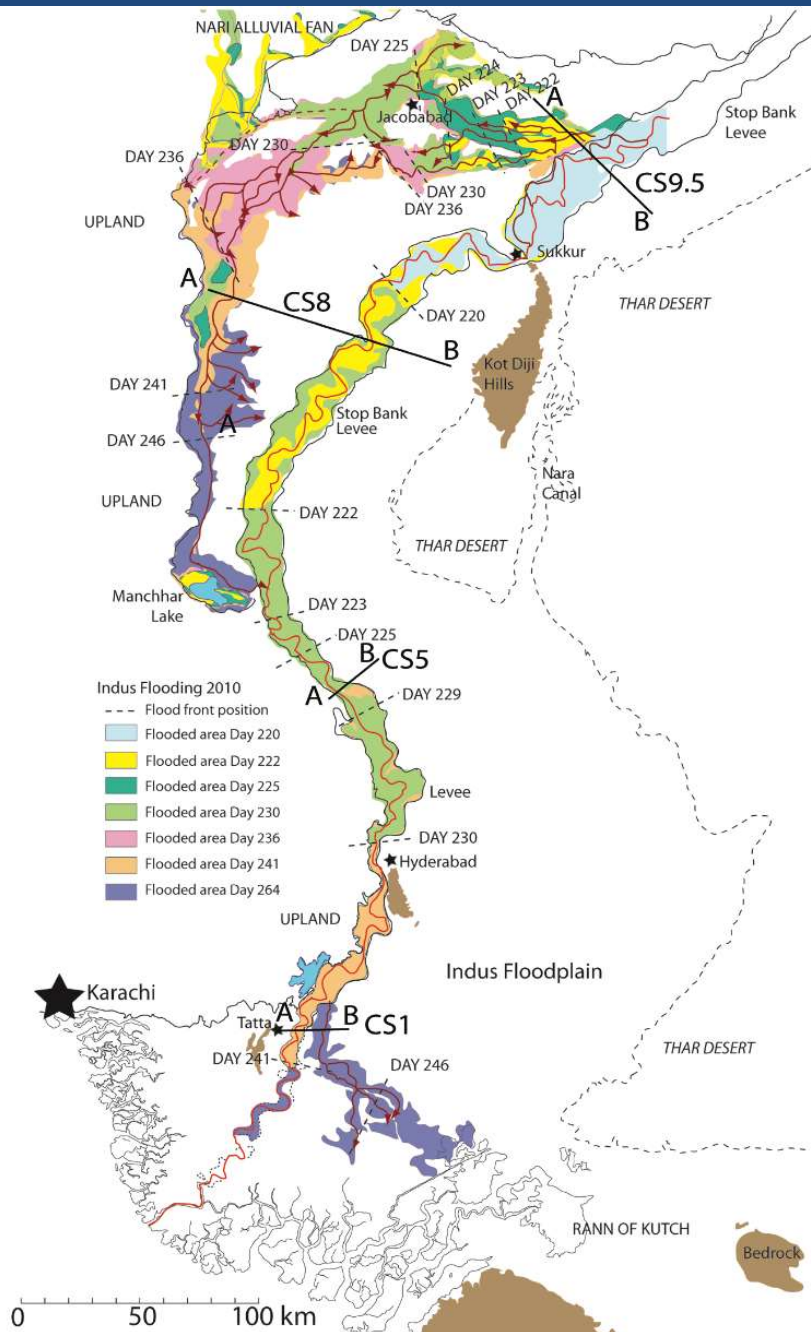 NARI ALLUVIAL FAN
DAY 225
DAY 224
DAY 223
DAY 222
A
Jacobabad
Stop Bank
Levee
DAY 236
DAY 230
DAY 230
DAY 236
CS9.5
B
UPLAND
Sukkur
A
CS8
THAR DESERT
DAY 220
B
Kot Diji
Hills
DAY 241
Stop Bank
Levee
A
DAY 246
Nara
Canal
UPLAND
DAY 222
THAR DESERT
Manchhar
Lake
DAY 223
DAY 225
B
CS5
A
DAY 229
Indus Flooding 2010
Flood front position
Flooded area Day 220
Flooded area Day 222
Flooded area Day 225
Flooded area Day 230
Flooded area Day 236
Flooded area Day 241
Flooded area Day 264
Levee
DAY 230
Hyderabad
UPLAND
Indus Floodplain
Karachi
Tatta
A
B
CS1
DAY 241
DAY 246
THAR DESERT
RANN OF KUTCH
Bedrock
0 50 100 km